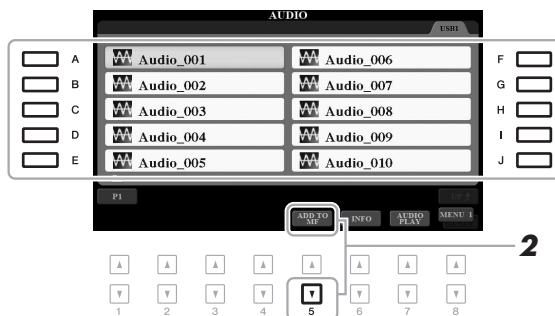 AUDIO
USB1
A Audio_001 Audio_006 F
B Audio_002 Audio_007 G
C Audio_003 Audio_008 H
D Audio_004 Audio_009 I
E Audio_005 Audio_010 J
P1
UP
ADD TO MF INFO AUDIO PLAY MENU 1
2
1 2 3 4 5 6 7 8